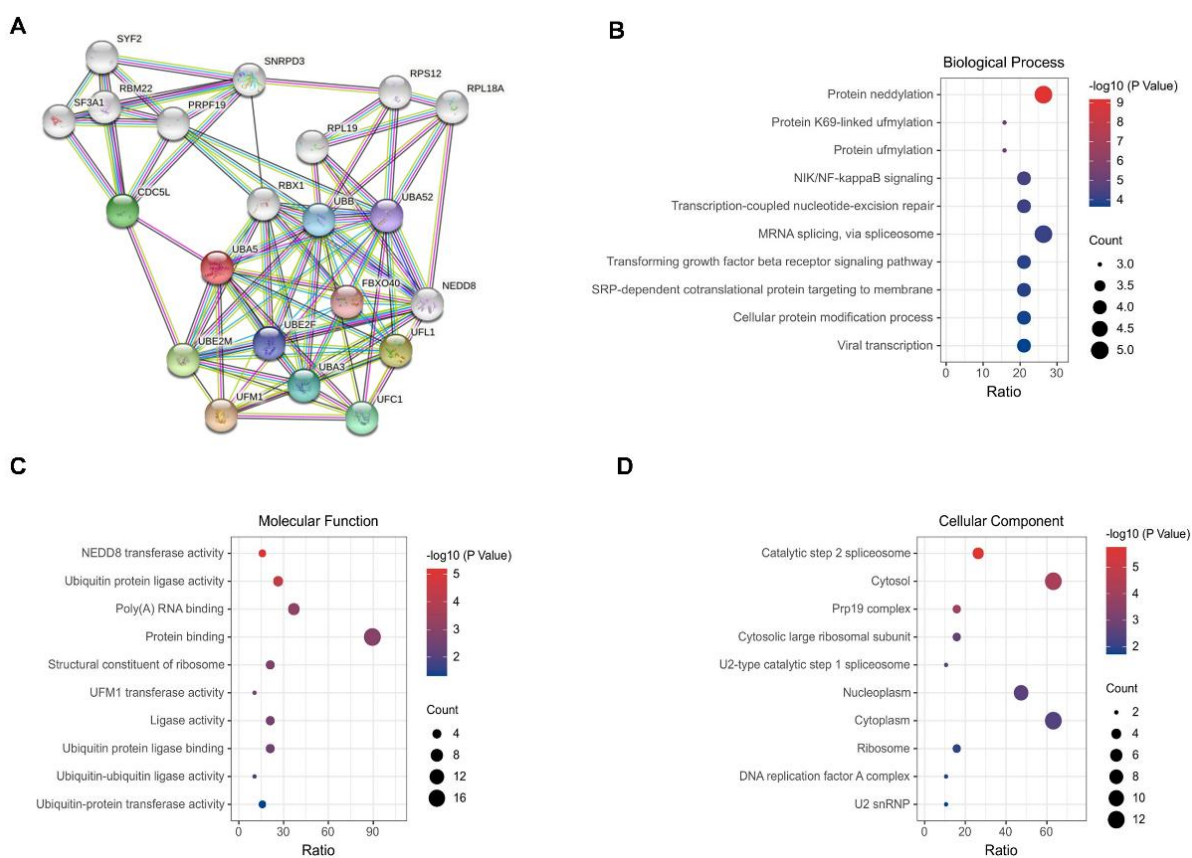 A
SYF2
SNRPD3
RPS12
RPL18A
SF3A1
RBM22
PRPF19
RPL19
CDC5L
RBX1
UBB
UBA52
UBA5
FBXO40
NEDD8
UBE2M
UBE2F
UFL1
UBA3
UFM1
UFC1
B
Biological Process
Protein neddylation
Protein K69-linked ufmylation
Protein ufmylation
NIK/NF-kappaB signaling
Transcription-coupled nucleotide-excision repair
MRNA splicing, via spliceosome
Transforming growth factor beta receptor signaling pathway
SRP-dependent cotranslational protein targeting to membrane
Cellular protein modification process
Viral transcription
0 10 20 30
Ratio
-log10 (P Value)
9
8
7
6
5
4
Count
3.0
3.5
4.0
4.5
5.0
C
Molecular Function
NEDD8 transferase activity
Ubiquitin protein ligase activity
Poly(A) RNA binding
Protein binding
Structural constituent of ribosome
UFM1 transferase activity
Ligase activity
Ubiquitin protein ligase binding
Ubiquitin-ubiquitin ligase activity
Ubiquitin-protein transferase activity
0 30 60 90
Ratio
-log10 (P Value)
5
4
3
2
Count
4
8
12
16
D
Cellular Component
Catalytic step 2 spliceosome
Cytosol
Prp19 complex
Cytosolic large ribosomal subunit
U2-type catalytic step 1 spliceosome
Nucleoplasm
Cytoplasm
Ribosome
DNA replication factor A complex
U2 snRNP
0 20 40 60
Ratio
-log10 (P Value)
5
4
3
2
Count
2
4
6
8
10
12